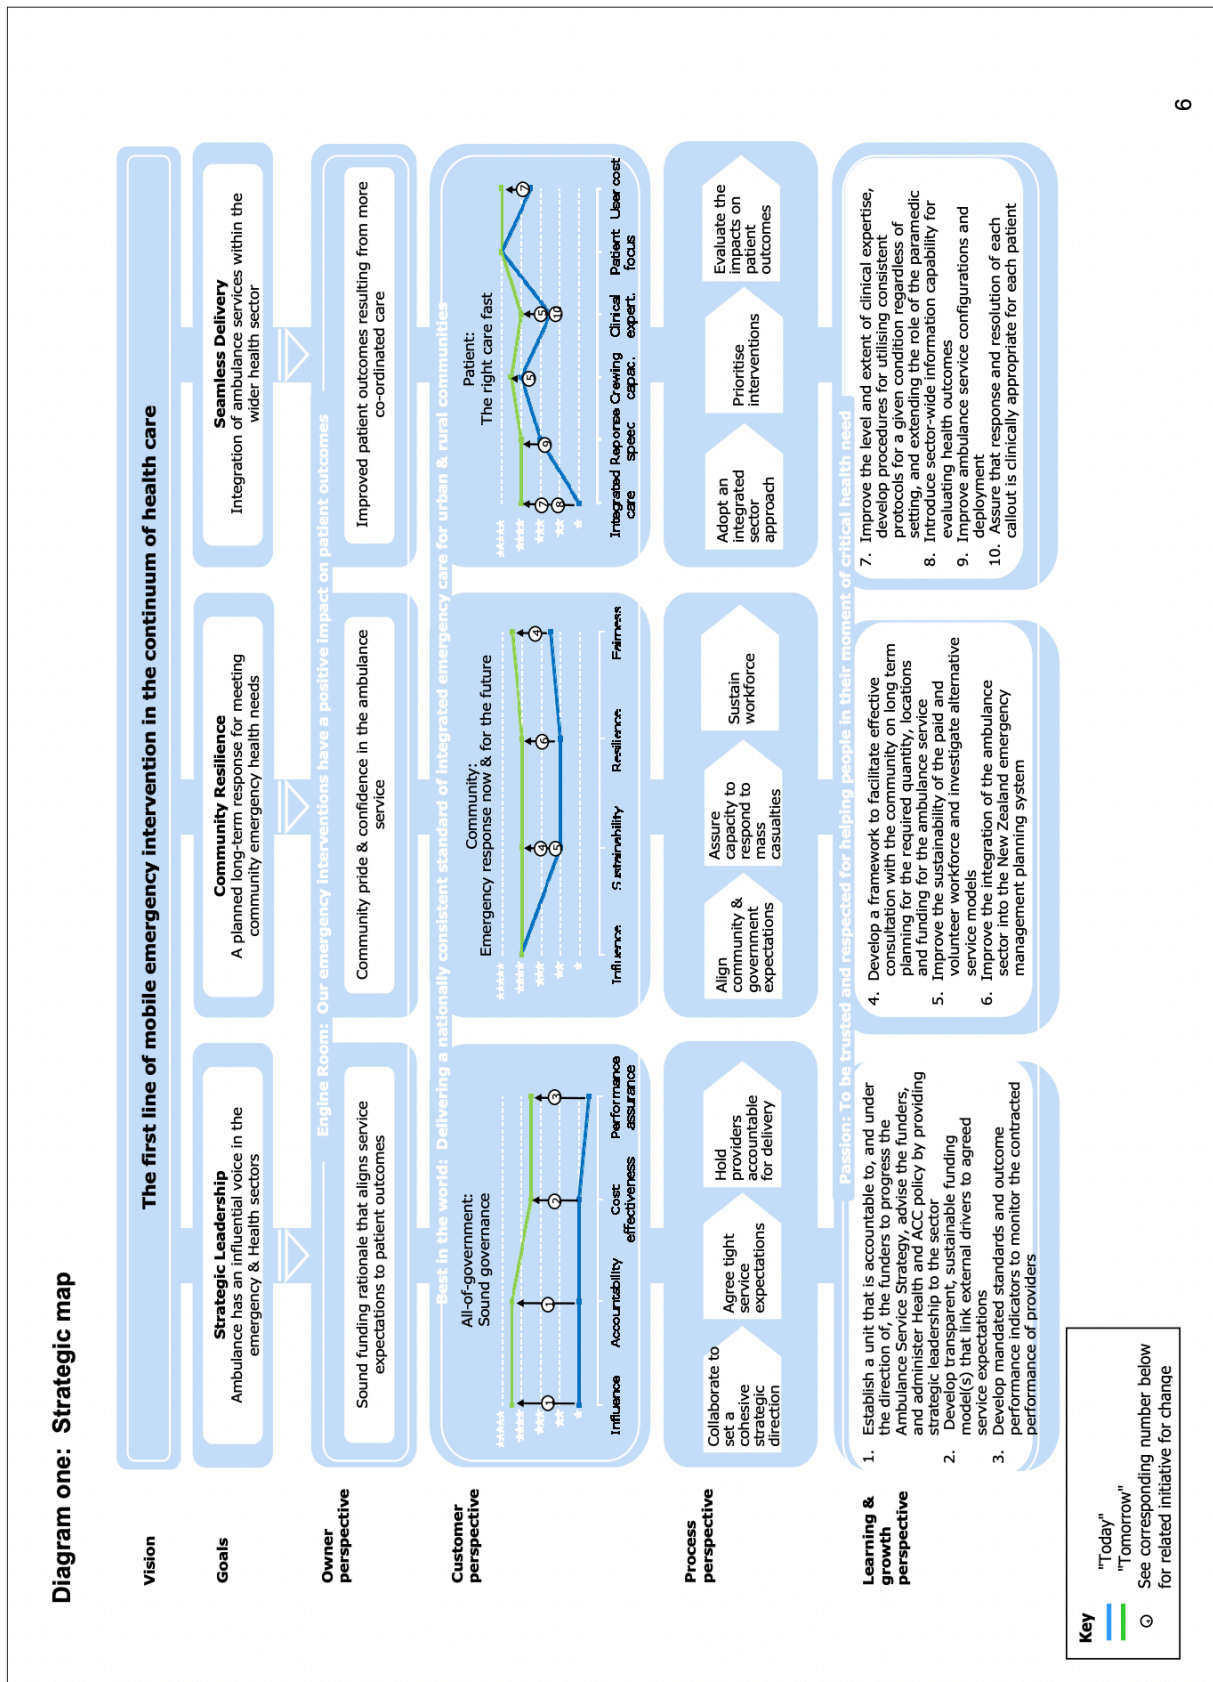 Diagram one:  Strategic map
Vision
The first line of mobile emergency intervention in the continuum of health care
Goals
Strategic Leadership
Ambulance has an influential voice in the
emergency & Health sectors
Community Resilience
A planned long-term response for meeting
community emergency health needs
Seamless Delivery
Integration of ambulance services within the
wider health sector
Engine Room:  Our emergency interventions have a positive impact on patient outcomes
Owner
perspective
Sound funding rationale that aligns service
expectations to patient outcomes
Community pride & confidence in the ambulance
service
Improved patient outcomes resulting from more
co-ordinated care
Best in the world:  Delivering a nationally consistent standard of integrated emergency care for urban & rural communities
Customer
perspective
All-of-government:
Sound governance
*****
****
***
**
*
1
1
2
3
Influence
Accountability
Cost
effectiveness
Performance
assurance
Community:
Emergency response now & for the future
*****
****
***
**
*
4
5
6
4
Influence
Sustainability
Resilience
Fairness
Patient:
The right care fast
*****
****
***
**
*
7
8
9
5
5
10
7
Integrated
care
Reponse
speec
Crewing
capac.
Clinical
expert.
Patient
focus
User cost
Process
perspective
Collaborate to
set a
cohesive
strategic
direction
Agree tight
service
expectations
Hold
providers
accountable
for delivery
Align
community &
government
expectations
Assure
capacity to
respond to
mass
casualties
Sustain
workforce
Adopt an
integrated
sector
approach
Prioritise
interventions
Evaluate the
impacts on
patient
outcomes
Passion: To be trusted and respected for helping people in their moment of critical health need
Learning &
growth
perspective
1. Establish a unit that is accountable to, and under
the direction of, the funders to progress the
Ambulance Service Strategy, advise the funders,
and administer Health and ACC policy by providing
strategic leadership to the sector
2. Develop transparent, sustainable funding
model(s) that link external drivers to agreed
service expectations
3. Develop mandated standards and outcome
performance indicators to monitor the contracted
performance of providers
4. Develop a framework to facilitate effective
consultation with the community on long term
planning for the required quantity, locations
and funding for the ambulance service
5. Improve the sustainability of the paid and
volunteer workforce and investigate alternative
service models
6. Improve the integration of the ambulance
sector into the New Zealand emergency
management planning system
7. Improve the level and extent of clinical expertise,
develop procedures for utilising consistent
protocols for a given condition regardless of
setting, and extending the role of the paramedic
8. Introduce sector-wide information capability for
evaluating health outcomes
9. Improve ambulance service configurations and
deployment
10. Assure that response and resolution of each
callout is clinically appropriate for each patient
Key
"Today"
"Tomorrow"
See corresponding number below
for related initiative for change
6